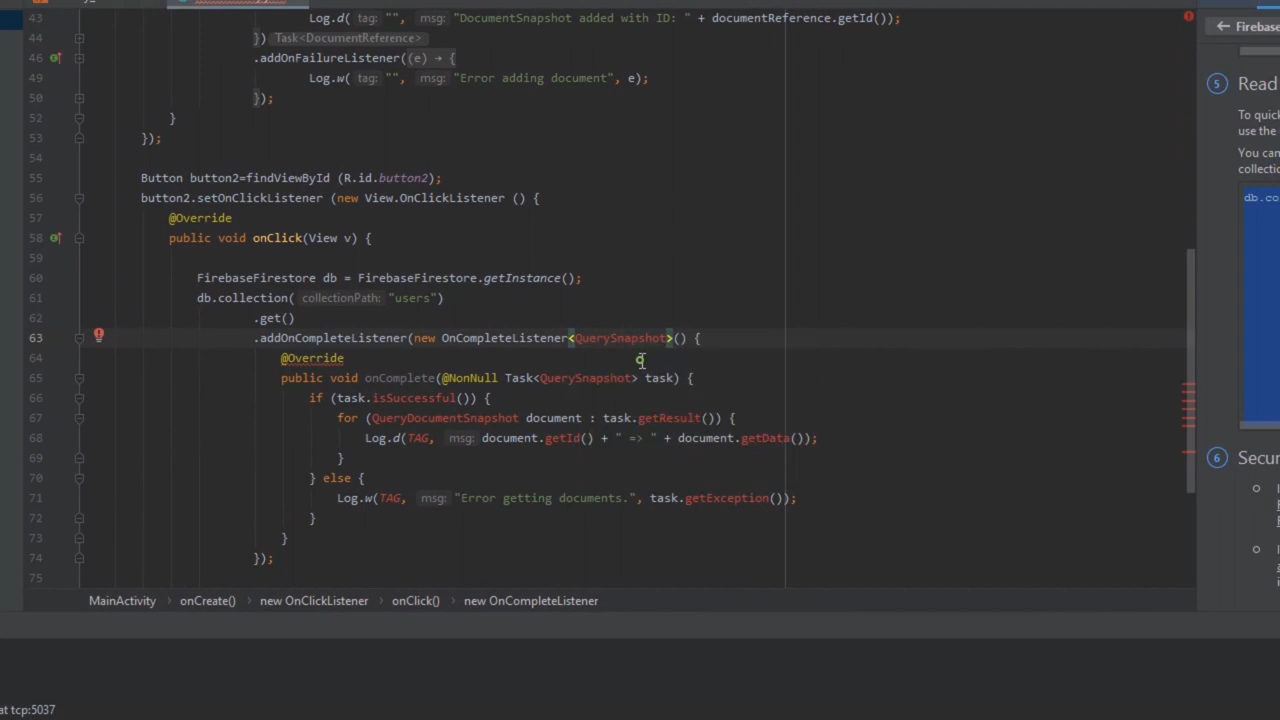 43 Log.d( tag: "", msg: "DocumentSnapshot added with ID: " + documentReference.getId());
44 }) Task<DocumentReference>
46 .addOnFailureListener((e) → {
49 Log.w( tag: "", msg: "Error adding document", e);
50 });
52 }
53 });
54
55 Button button2=findViewById (R.id.button2);
56 button2.setOnClickListener (new View.OnClickListener () {
57 @Override
58 public void onClick(View v) {
59
60 FirebaseFirestore db = FirebaseFirestore.getInstance();
61 db.collection( collectionPath: "users")
62 .get()
63 .addOnCompleteListener(new OnCompleteListener<QuerySnapshot>() {
64 @Override
65 public void onComplete(@NonNull Task<QuerySnapshot> task) {
66 if (task.isSuccessful()) {
67 for (QueryDocumentSnapshot document : task.getResult()) {
68 Log.d(TAG, msg: document.getId() + " => " + document.getData());
69 }
70 } else {
71 Log.w(TAG, msg: "Error getting documents.", task.getException());
72 }
73 }
74 });
75
MainActivity > onCreate() > new OnClickListener > onClick() > new OnCompleteListener
at tcp:5037
← Firebase
5 Read
To quick
use the
You can
collectio
db.co
6 Secur